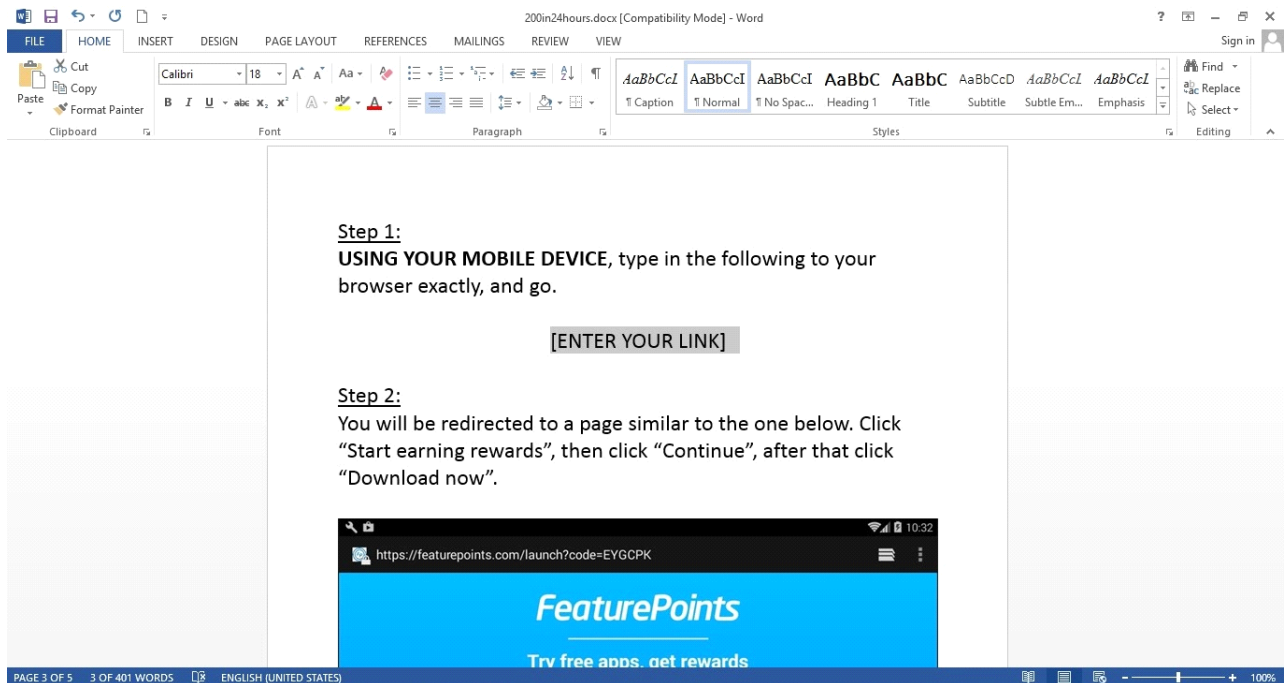 200in24hours.docx [Compatibility Mode] - Word
FILE HOME INSERT DESIGN PAGE LAYOUT REFERENCES MAILINGS REVIEW VIEW Sign in
Cut
Copy
Paste
Format Painter
Clipboard
Calibri 18
Font
Paragraph
AaBbCcI AaBbCcI AaBbCcI AaBbC AaBbC AaBbCcD AaBbCcI AaBbCcI
¶ Caption ¶ Normal ¶ No Spac... Heading 1 Title Subtitle Subtle Em... Emphasis
Styles
Find
Replace
Select
Editing
Step 1:
USING YOUR MOBILE DEVICE, type in the following to your
browser exactly, and go.
[ENTER YOUR LINK]
Step 2:
You will be redirected to a page similar to the one below. Click
“Start earning rewards”, then click “Continue”, after that click
“Download now”.
10:32
https://featurepoints.com/launch?code=EYGCPK
FeaturePoints
Try free apps, get rewards
PAGE 3 OF 5 3 OF 401 WORDS ENGLISH (UNITED STATES) 100%